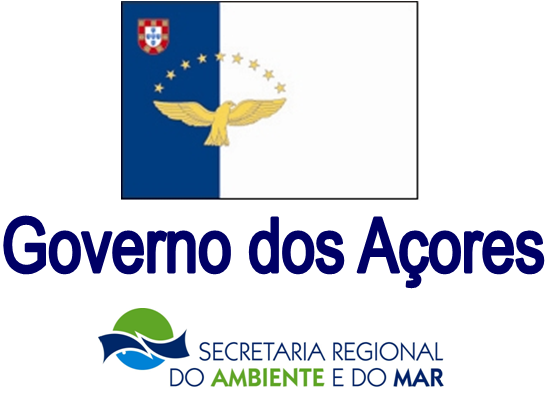 Governo dos Açores
SECRETARIA REGIONAL
DO AMBIENTE E DO MAR